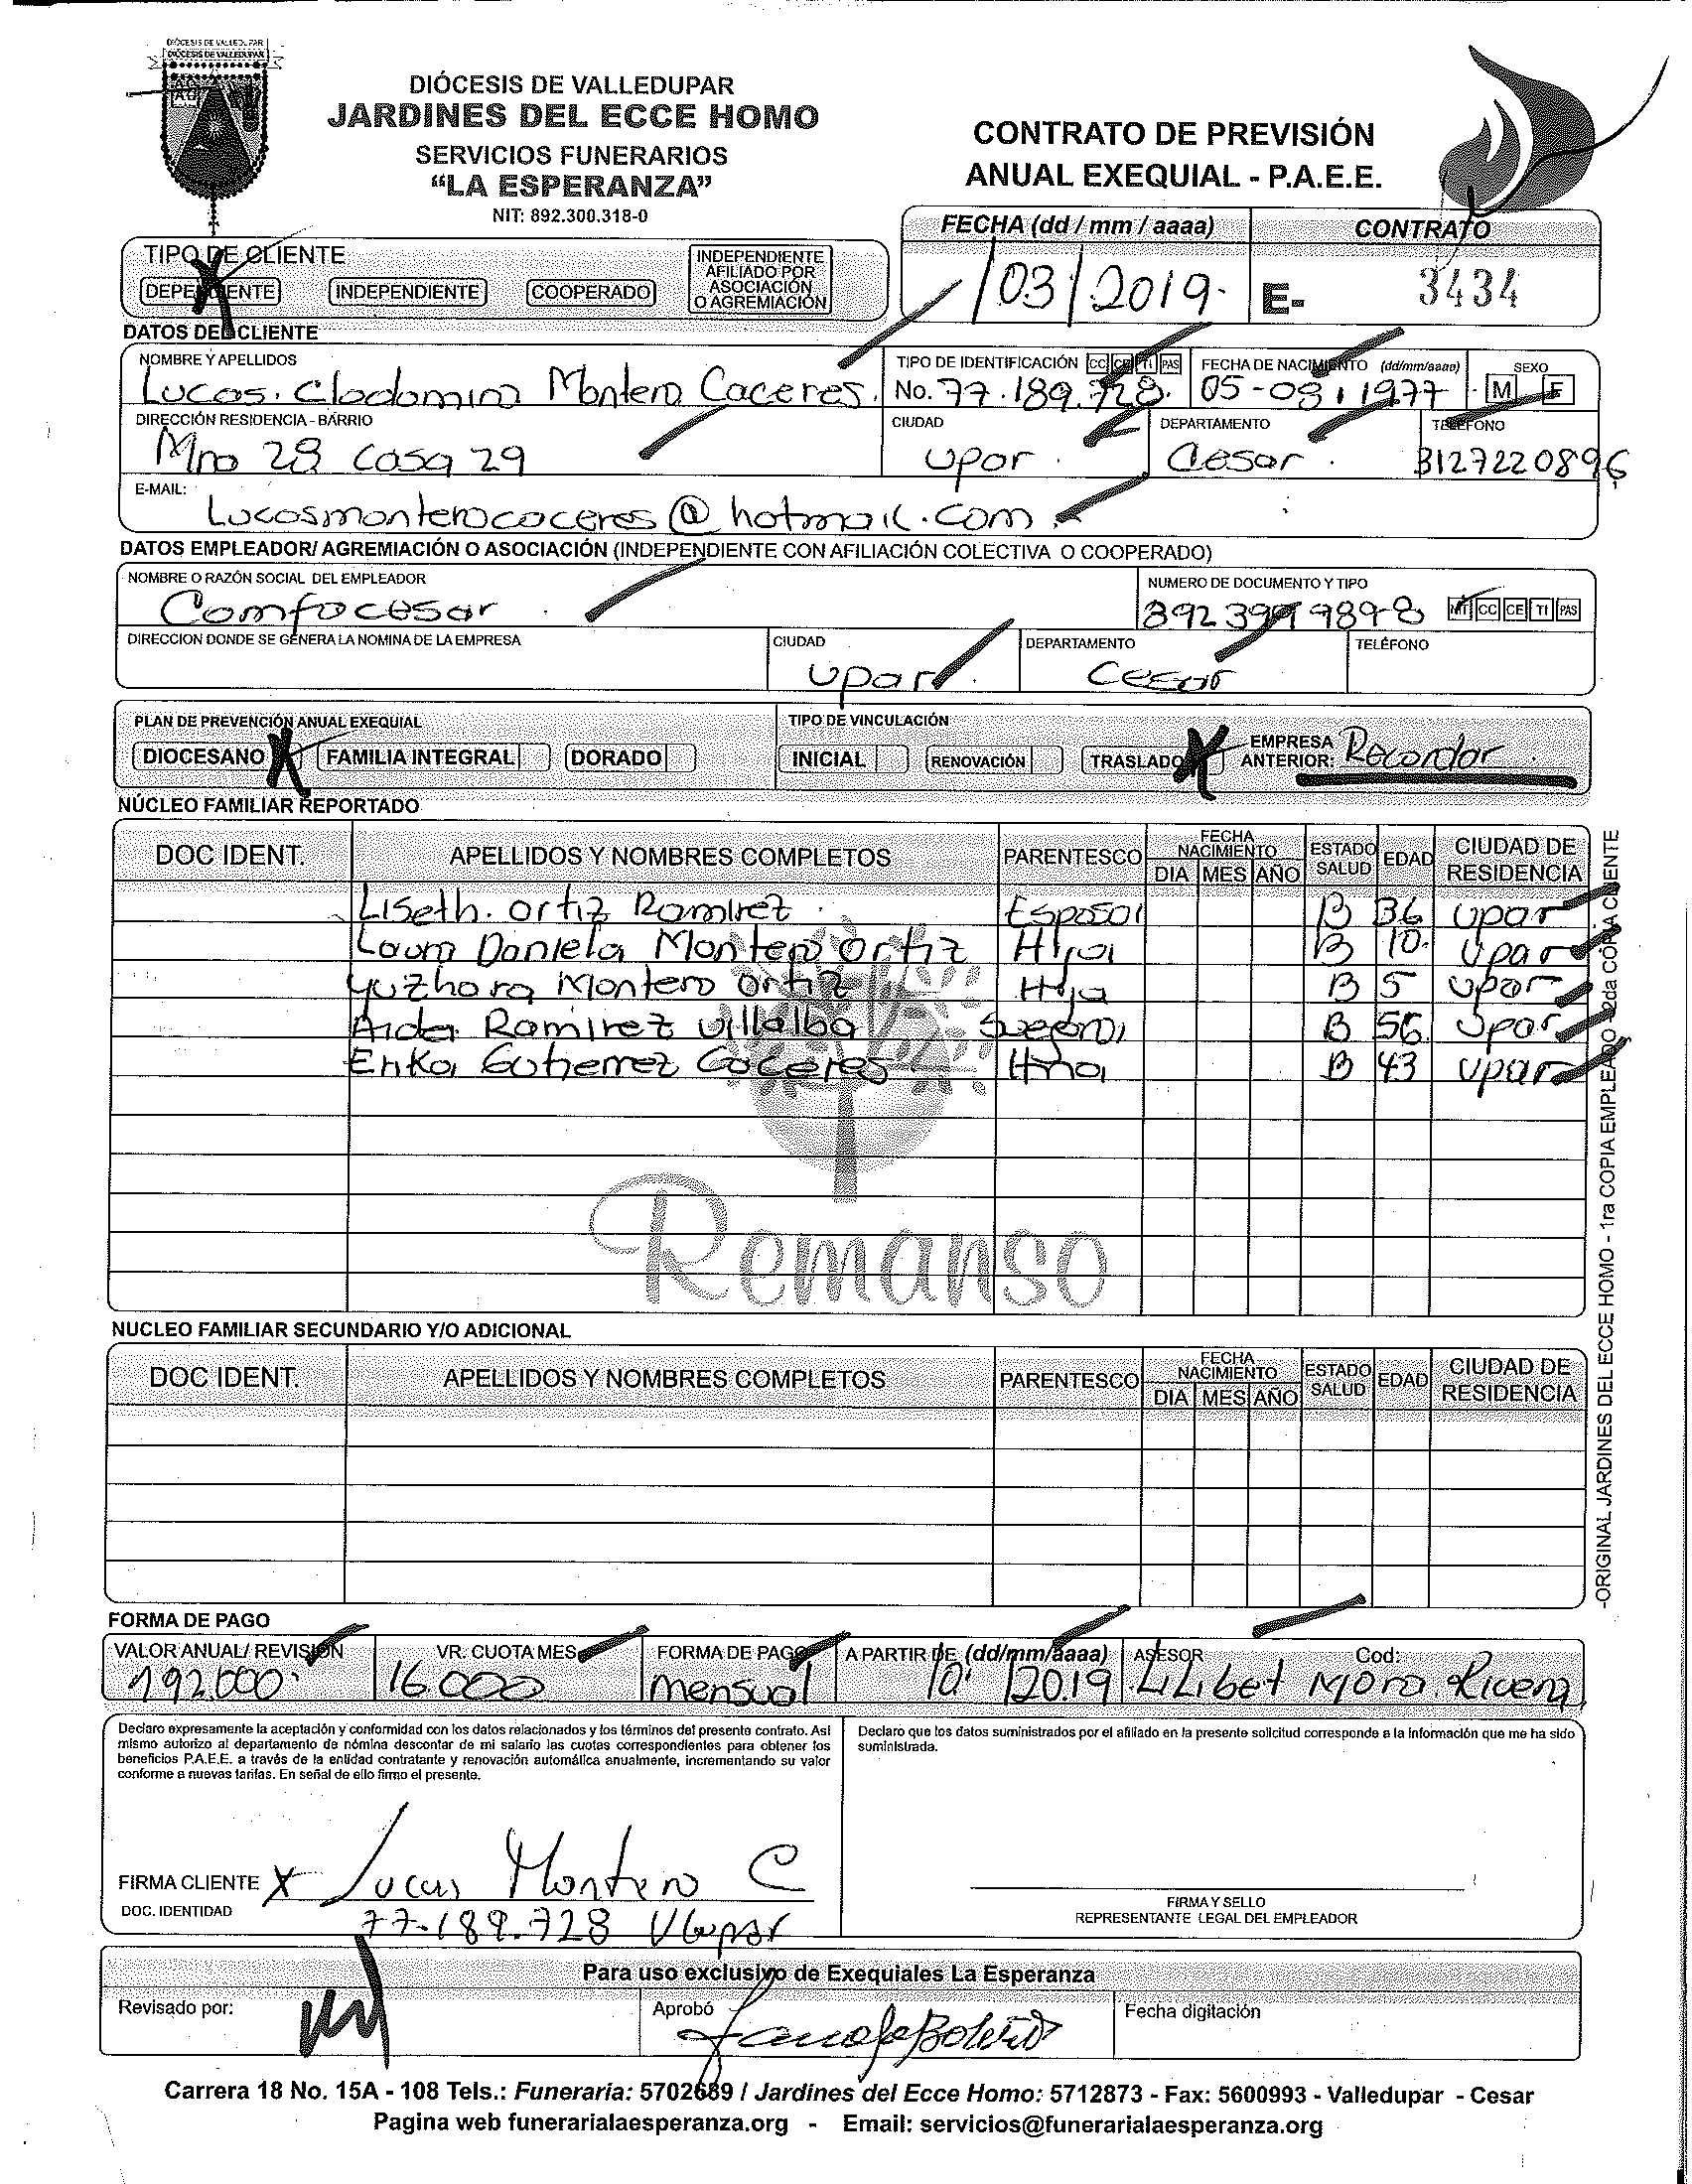 DIÓCESIS DE VALLEDUPAR
DIÓCESIS DE VALLEDUPAR
JARDINES DEL ECCE HOMO
SERVICIOS FUNERARIOS
“LA ESPERANZA”
NIT: 892.300.318-0
CONTRATO DE PREVISIÓN
ANUAL EXEQUIAL - P.A.E.E.
FECHA (dd / mm / aaaa) CONTRATO
/03/2019. E- 3434
TIPO DE CLIENTE
DEPENDIENTE INDEPENDIENTE COOPERADO INDEPENDIENTE AFILIADO POR ASOCIACIÓN O AGREMIACIÓN
DATOS DEL CLIENTE
NOMBRE Y APELLIDOS TIPO DE IDENTIFICACIÓN CC CE TI PAS FECHA DE NACIMIENTO (dd/mm/aaaa) SEXO
Lucas. Clodomiro Montero Caceres. No. 77.189.728. 05-08, 1977 M F
DIRECCIÓN RESIDENCIA - BARRIO CIUDAD DEPARTAMENTO TELÉFONO
Mno 28 casa 29 Upar. Cesar. 3127220896
E-MAIL:
Lucasmonterocaceres@hotmail.com
DATOS EMPLEADOR/ AGREMIACIÓN O ASOCIACIÓN (INDEPENDIENTE CON AFILIACIÓN COLECTIVA O COOPERADO)
NOMBRE O RAZÓN SOCIAL DEL EMPLEADOR NUMERO DE DOCUMENTO Y TIPO
Comfacesar 892399989-8 NIT CC CE TI PAS
DIRECCION DONDE SE GENERA LA NOMINA DE LA EMPRESA CIUDAD DEPARTAMENTO TELÉFONO
Upar. Cesar
PLAN DE PREVENCIÓN ANUAL EXEQUIAL TIPO DE VINCULACIÓN
DIOCESANO X FAMILIA INTEGRAL DORADO INICIAL RENOVACIÓN TRASLADO X EMPRESA ANTERIOR: Recordar
NÚCLEO FAMILIAR REPORTADO
DOC IDENT. APELLIDOS Y NOMBRES COMPLETOS PARENTESCO FECHA NACIMIENTO DIA MES AÑO ESTADO SALUD EDAD CIUDAD DE RESIDENCIA
Liseth. Ortiz Ramirez. Esposa B 36 Upar
Laura Daniela Montero Ortiz Hija B 10. Upar
Yuzhara Montero Ortiz Hija B 5 Upar
Aida Ramirez Villalba Suegra B 56 Upar
Erika Gutierrez Caceres Hna B 43 Upar
Remanso
NUCLEO FAMILIAR SECUNDARIO Y/O ADICIONAL
DOC IDENT. APELLIDOS Y NOMBRES COMPLETOS PARENTESCO FECHA NACIMIENTO DIA MES AÑO ESTADO SALUD EDAD CIUDAD DE RESIDENCIA
-ORIGINAL JARDINES DEL ECCE HOMO - 1ra COPIA EMPLEADO - 2da COPIA CLIENTE
FORMA DE PAGO
VALOR ANUAL/ REVISIÓN VR. CUOTA MES FORMA DE PAGO A PARTIR DE (dd/mm/aaaa) ASESOR Cod:
192.000 16.000 mensual /2019 Lilibet Mora Rivera
Declaro expresamente la aceptación y conformidad con los datos relacionados y los términos del presente contrato. Asi
mismo autorizo al departamento de nómina descontar de mi salario las cuotas correspondientes para obtener los
beneficios P.A.E.E. a través de la entidad contratante y renovación automática anualmente, incrementando su valor
conforme a nuevas tarifas. En señal de ello firmo el presente.
Declaro que los datos suministrados por el afiliado en la presente solicitud corresponde a la información que me ha sido
suministrada.
FIRMA CLIENTE X Lucas Montero C
DOC. IDENTIDAD 77-189.728 V/upar
FIRMA Y SELLO
REPRESENTANTE LEGAL DEL EMPLEADOR
Para uso exclusivo de Exequiales La Esperanza
Revisado por: Aprobó Fecha digitación
Carrera 18 No. 15A - 108 Tels.: Funeraria: 5702689 / Jardines del Ecce Homo: 5712873 - Fax: 5600993 - Valledupar - Cesar
Pagina web funerarialaesperanza.org - Email: servicios@funerarialaesperanza.org